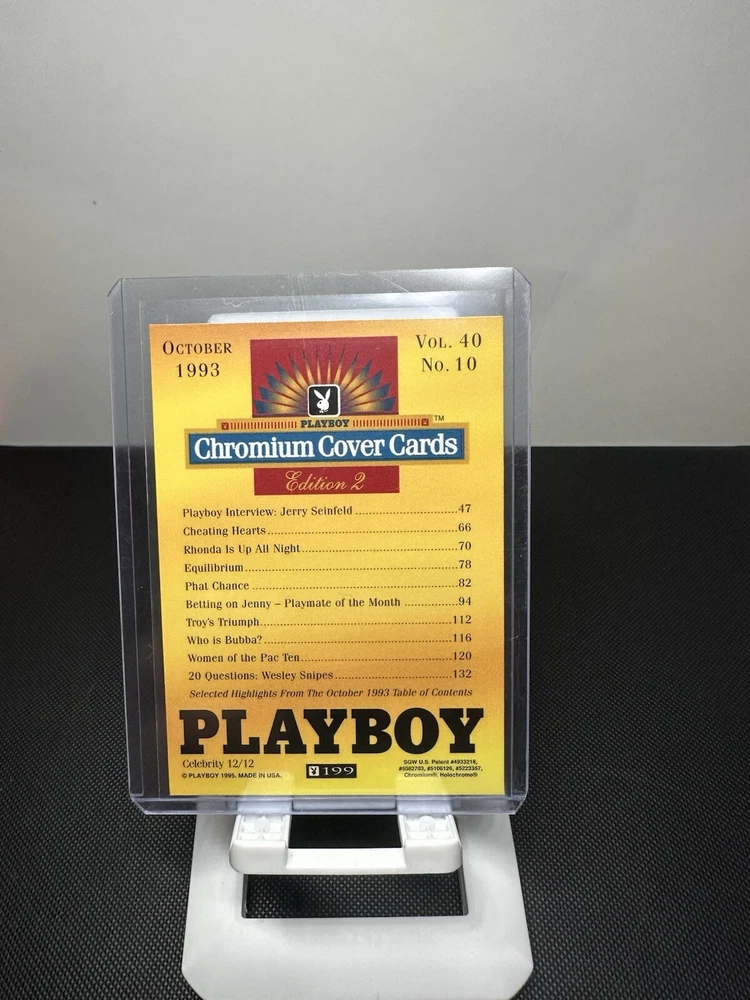 OCTOBER
1993
VOL. 40
NO. 10
PLAYBOY
™
Chromium Cover Cards
Edition 2
Playboy Interview: Jerry Seinfeld ........................47
Cheating Hearts..............................................66
Rhonda Is Up All Night.....................................70
Equilibrium....................................................78
Phat Chance ..................................................82
Betting on Jenny – Playmate of the Month .............94
Troy's Triumph...............................................112
Who is Bubba?...............................................116
Women of the Pac Ten.....................................120
20 Questions: Wesley Snipes..............................132
Selected Highlights From The October 1993 Table of Contents
PLAYBOY
Celebrity 12/12
© PLAYBOY 1995. MADE IN USA.
199
SGW U.S. Patent #4933218,
#5082703, #5106126, #5223357,
Chromium®, Holochrome®